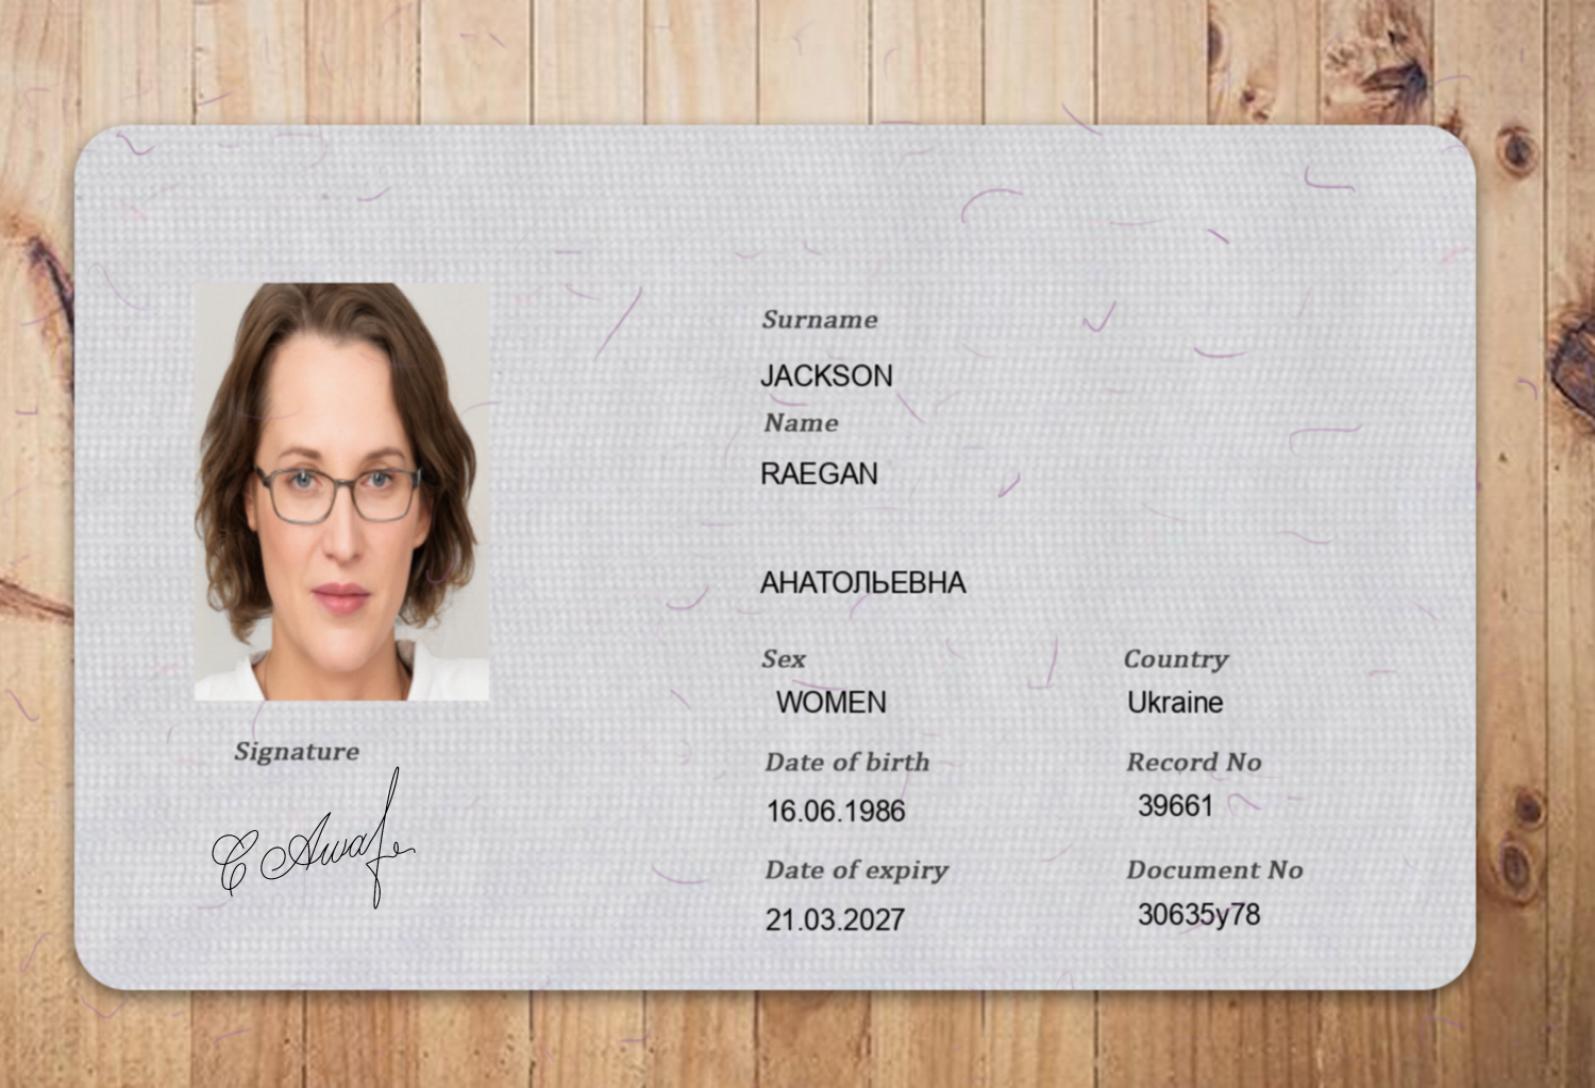 Surname
JACKSON
Name
RAEGAN
АНАТОЛЬЕВНА
Sex
WOMEN
Country
Ukraine
Date of birth
16.06.1986
Record No
39661
Date of expiry
21.03.2027
Document No
30635y78
Signature